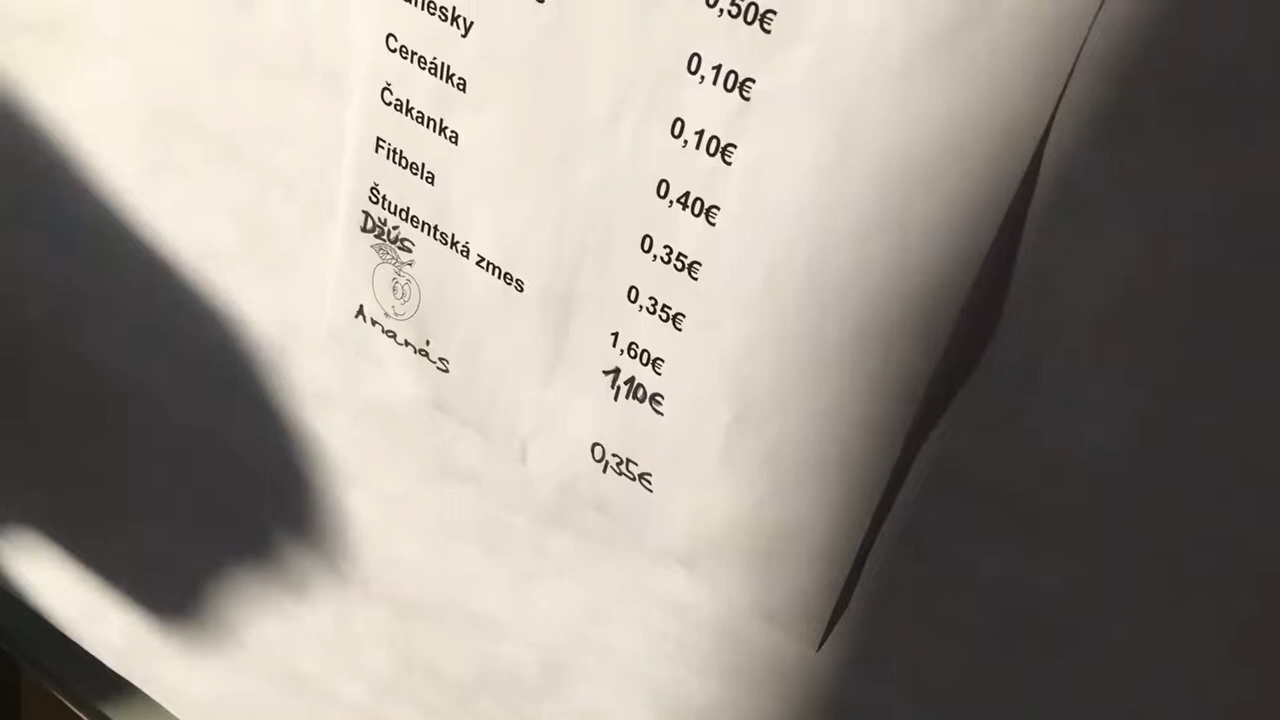 0,10€
0,10€
Cereálka 0,40€
Čakanka 0,35€
Fitbela 0,35€
Študentská zmes 1,60€
Džús 1,10€
Ananás 0,35€